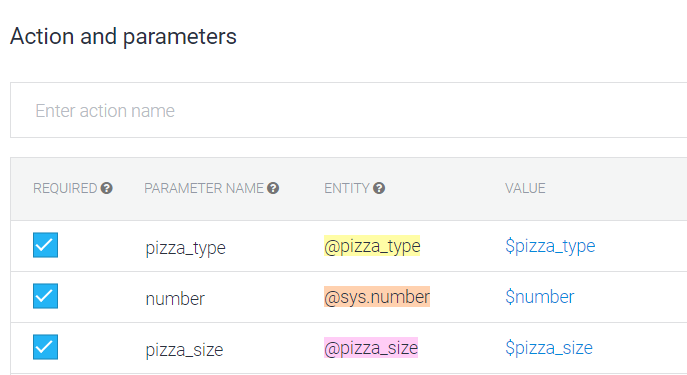 Action and parameters
Enter action name
REQUIRED PARAMETER NAME ENTITY VALUE
pizza_type @pizza_type $pizza_type
number @sys.number $number
pizza_size @pizza_size $pizza_size